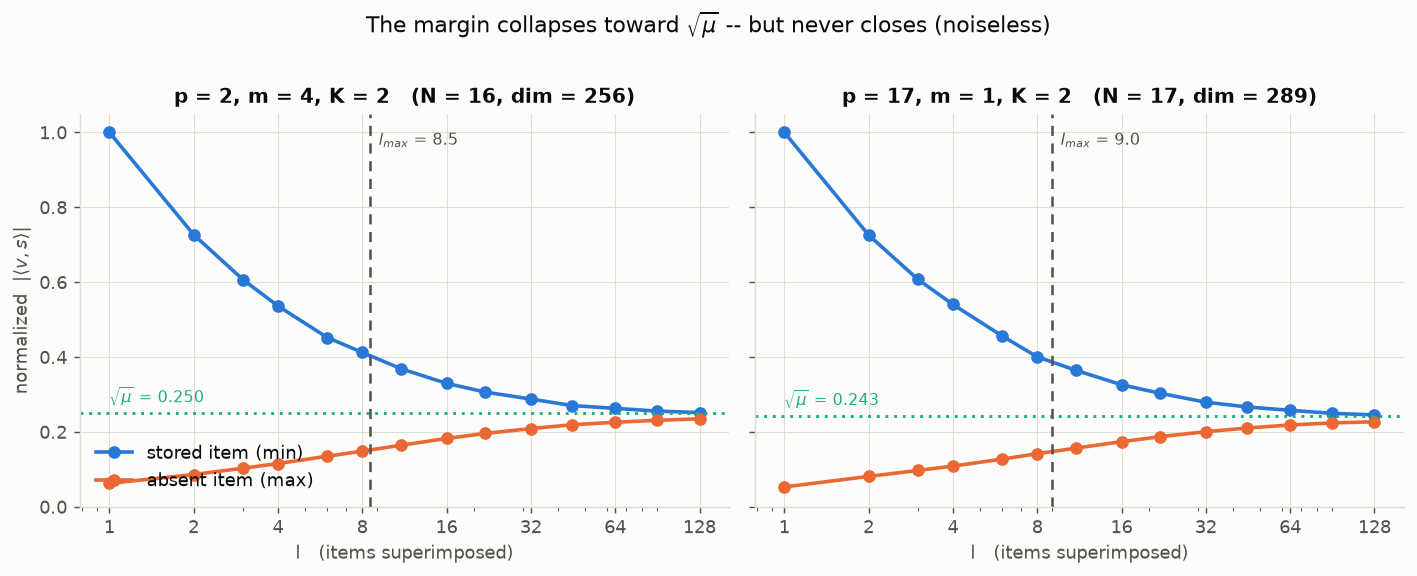 The margin collapses toward √μ -- but never closes (noiseless)
p = 2, m = 4, K = 2 (N = 16, dim = 256)
normalized |⟨v, s⟩|
1.0
0.8
0.6
0.4
0.2
0.0
l_max = 8.5
√μ = 0.250
stored item (min)
absent item (max)
1 2 4 8 16 32 64 128
l (items superimposed)
p = 17, m = 1, K = 2 (N = 17, dim = 289)
l_max = 9.0
√μ = 0.243
1 2 4 8 16 32 64 128
l (items superimposed)